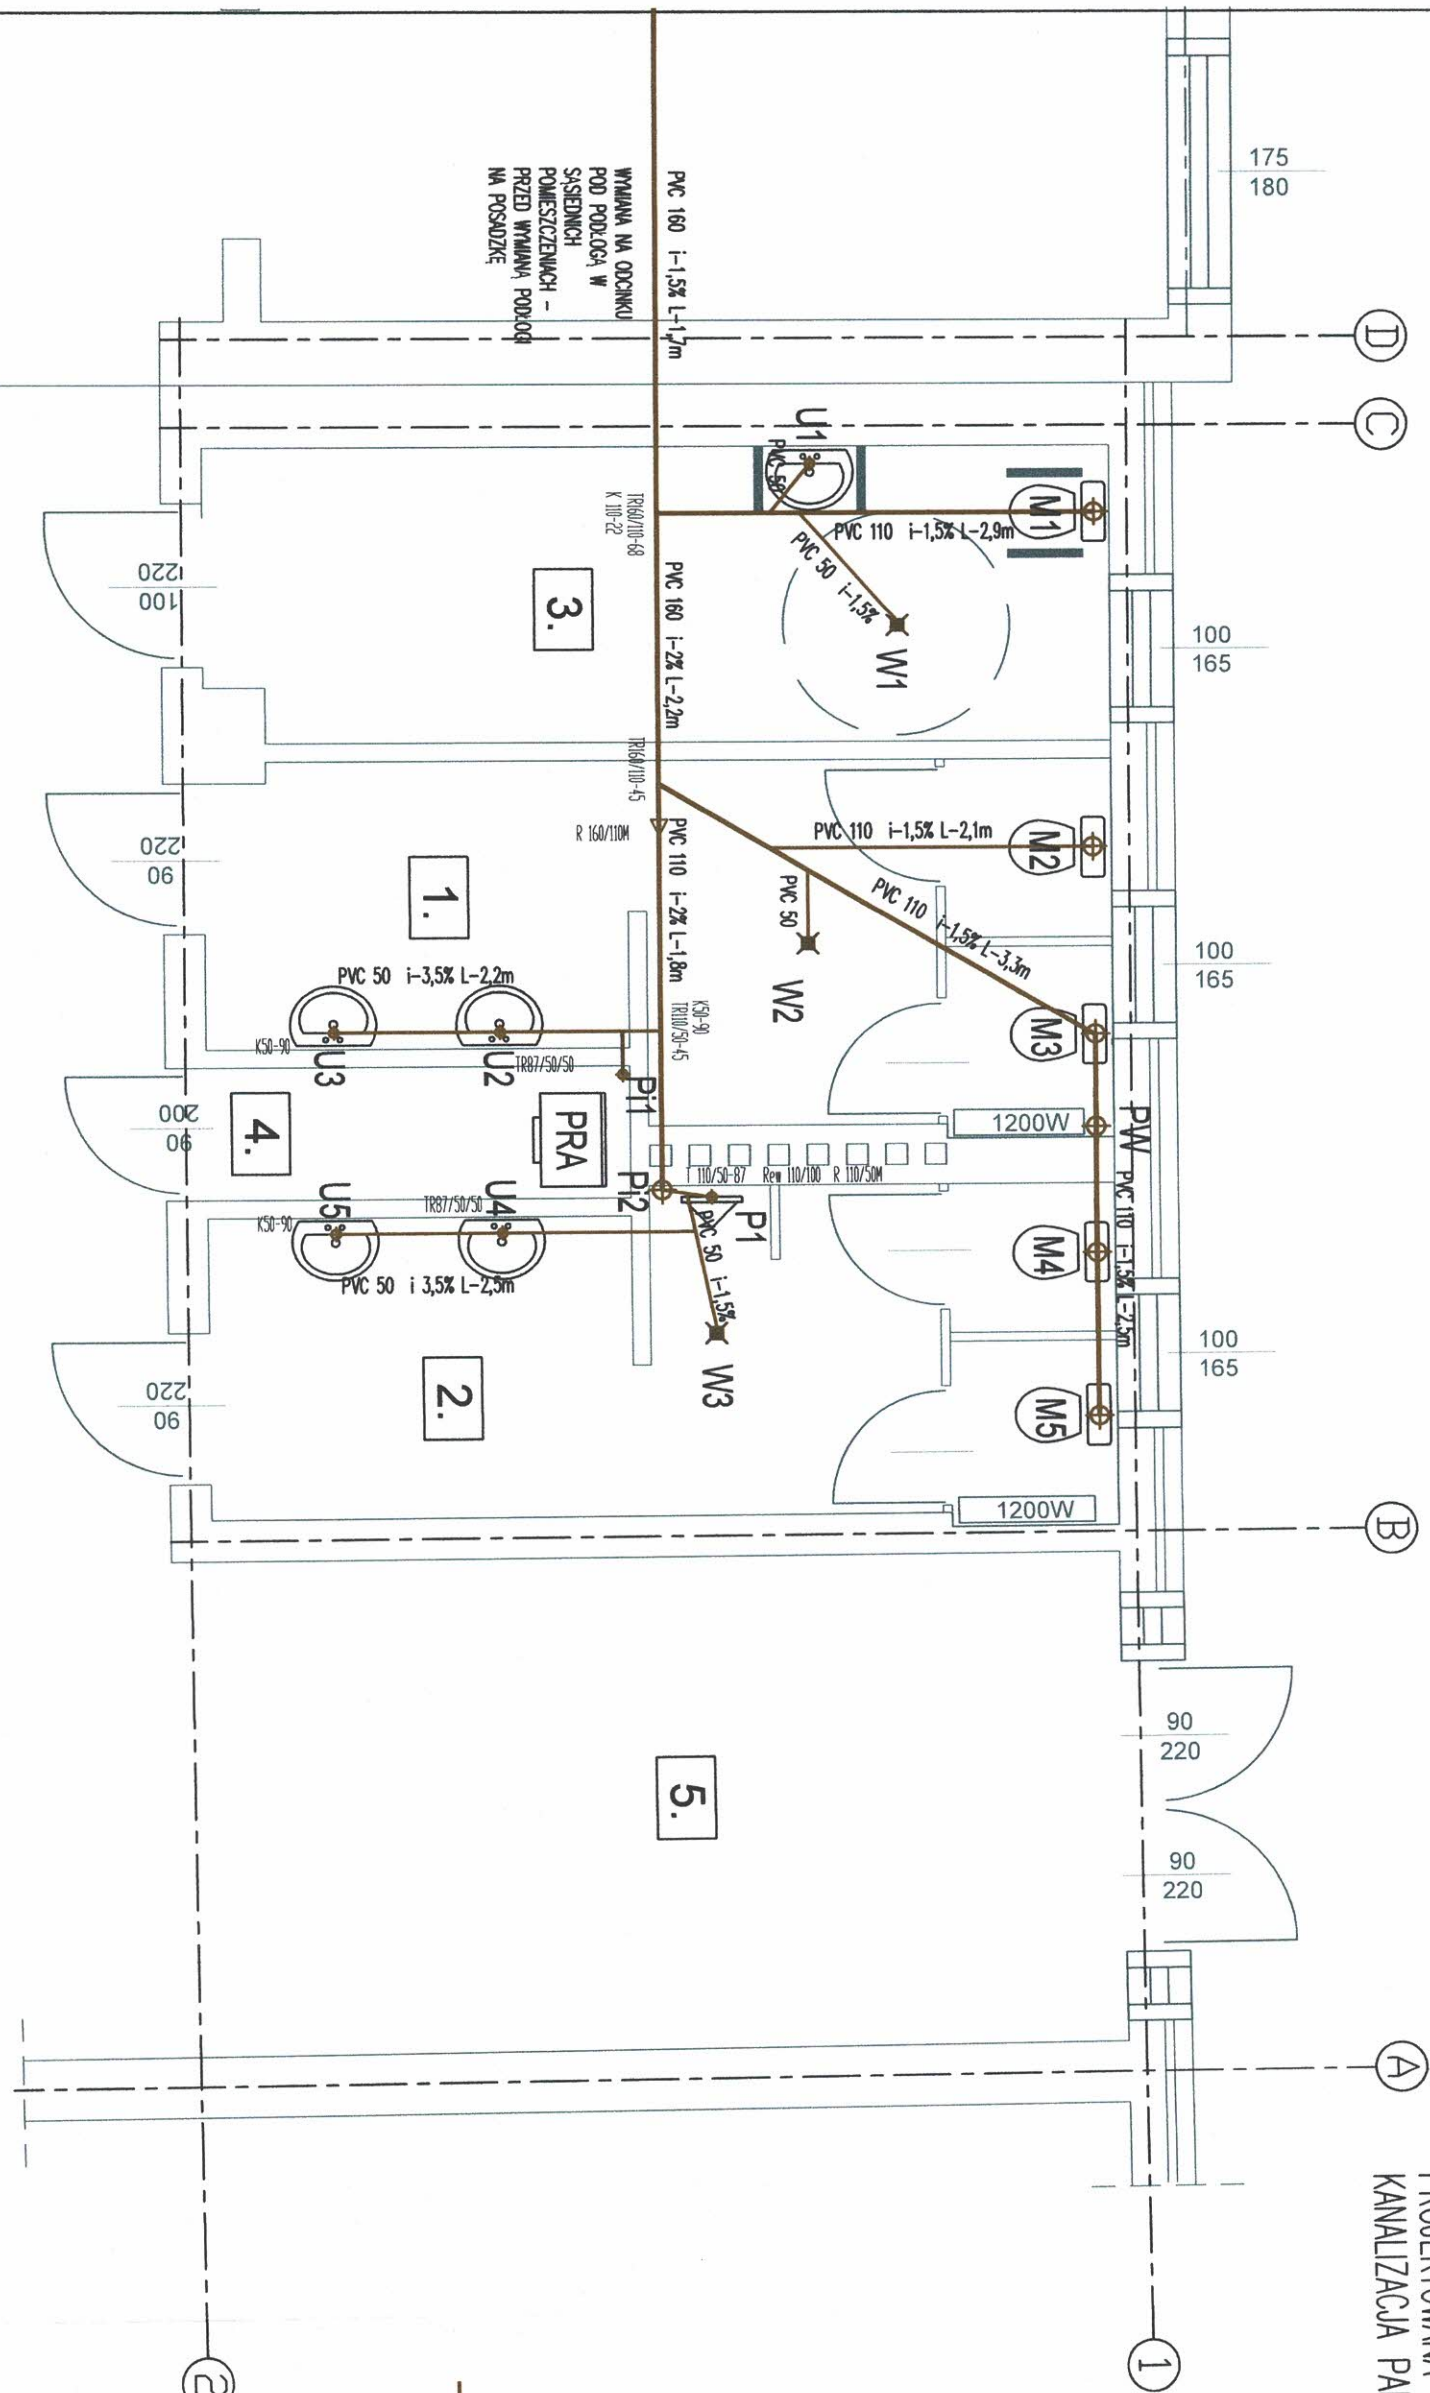 KANALIZACJA
D
C
B
A
1
2
175
180
100
165
100
165
100
165
90
220
90
220
220
100
220
90
200
90
220
90
PVC 160 i-1,5% L-1,7m
WYMIANA NA ODCINKU
POD PODŁOGĄ W
SĄSIEDNICH
POMIESZCZENIACH -
PRZED WYMIANĄ PODŁOGI
NA POSADZKĘ
U1
PVC 50
M1
PVC 110 i-1,5% L-2,9m
PVC 50 i-1,5%
W1
TR160/110-68
K 110-22
3.
PVC 160 i-2% L-2,2m
TR160/110-45
R 160/110M
M2
PVC 110 i-1,5% L-2,1m
PVC 110 i-1,5% L-3,3m
PVC 50
W2
PVC 110 i-2% L-1,8m
K50-90
TR110/50-45
1.
PVC 50 i-3,5% L-2,2m
K50-90
U3
U2
TR87/50/50
Pi1
M3
1200W
PW
PVC 110 i-1,5% L-2,5m
4.
PRA
Pi2
T 110/50-87 Rew 110/100 R 110/50M
P1
PVC 50 i-1,5%
W3
M4
M5
1200W
U5
K50-90
TR87/50/50
U4
PVC 50 i 3,5% L-2,5m
2.
5.